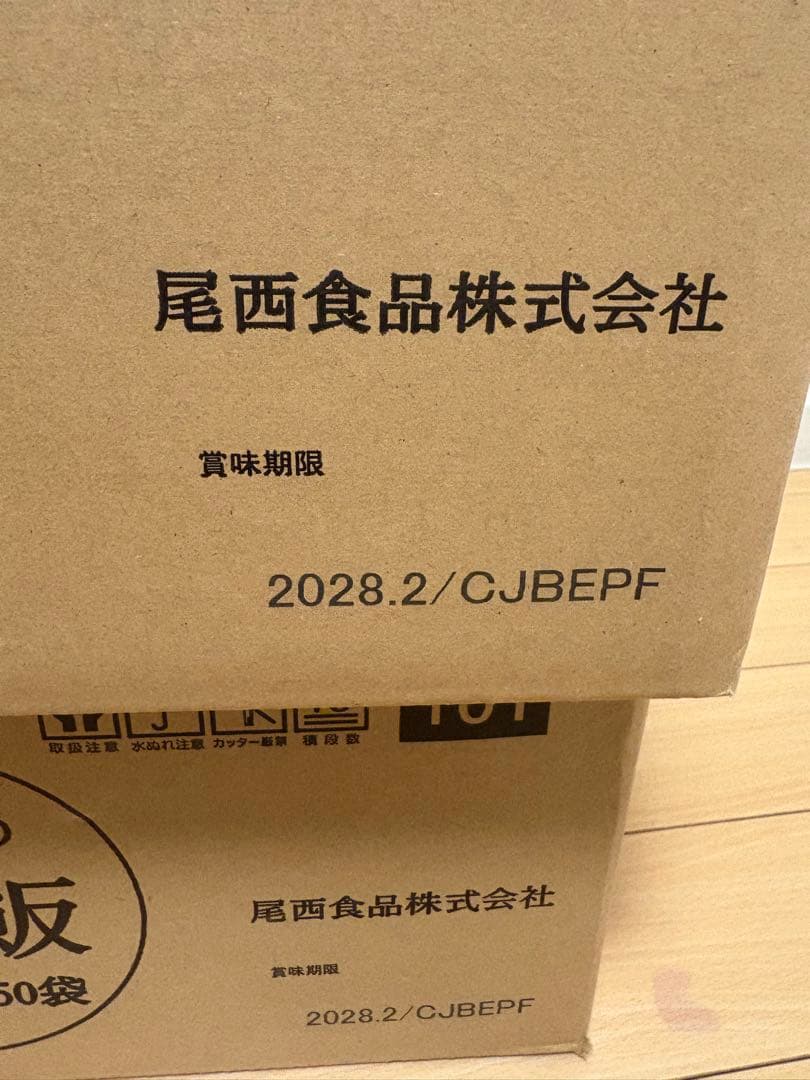 尾西食品株式会社
賞味期限
2028.2/CJBEPF
取扱注意 水ぬれ注意 カッター厳禁 積段数
の
飯
50袋
尾西食品株式会社
賞味期限
2028.2/CJBEPF